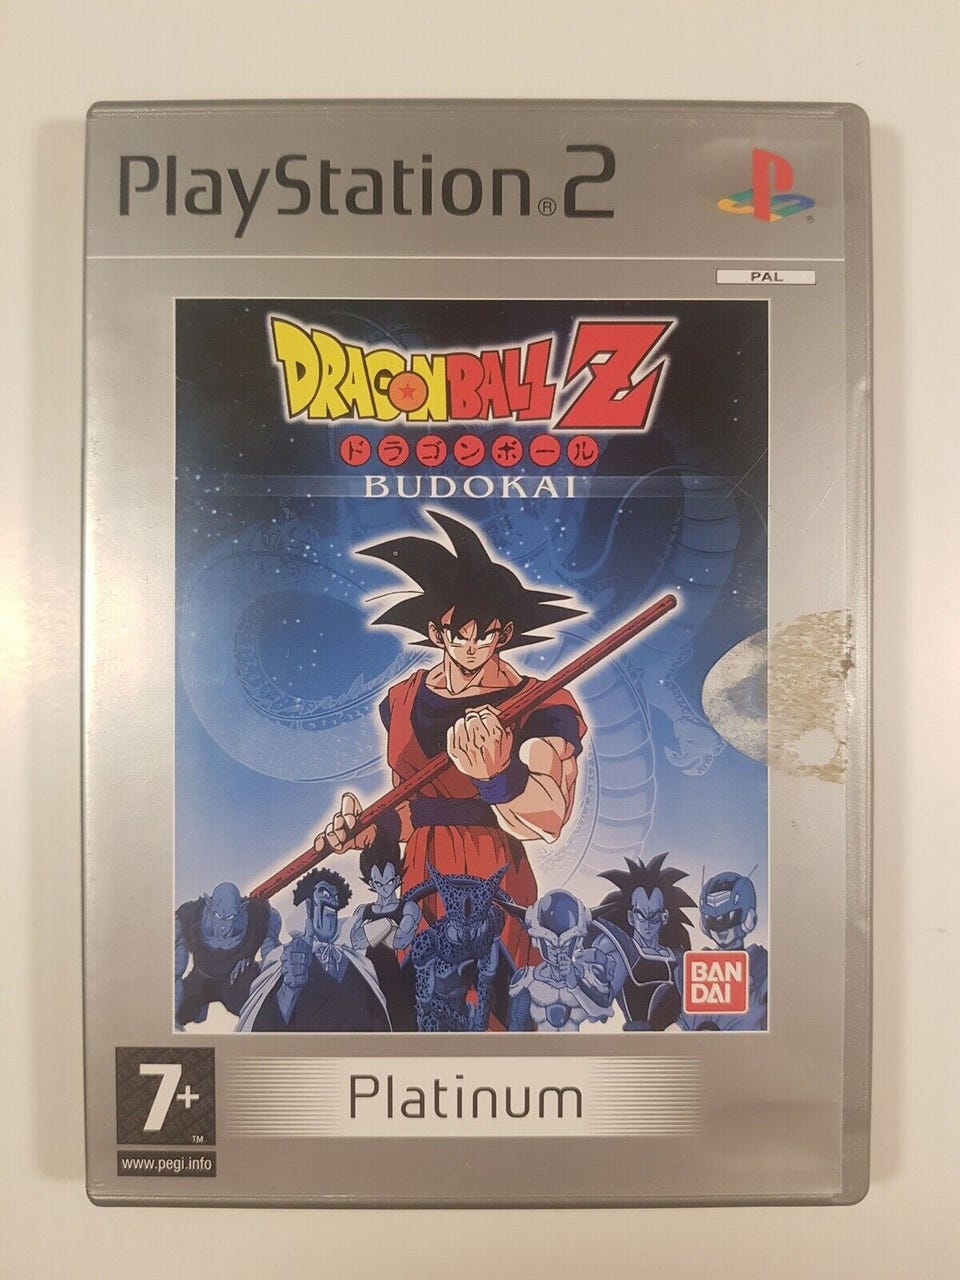 PlayStation®2
PAL
DRAGONBALL Z
ドラゴンボール
BUDOKAI
BAN
DAI
7+
TM
Platinum
www.pegi.info